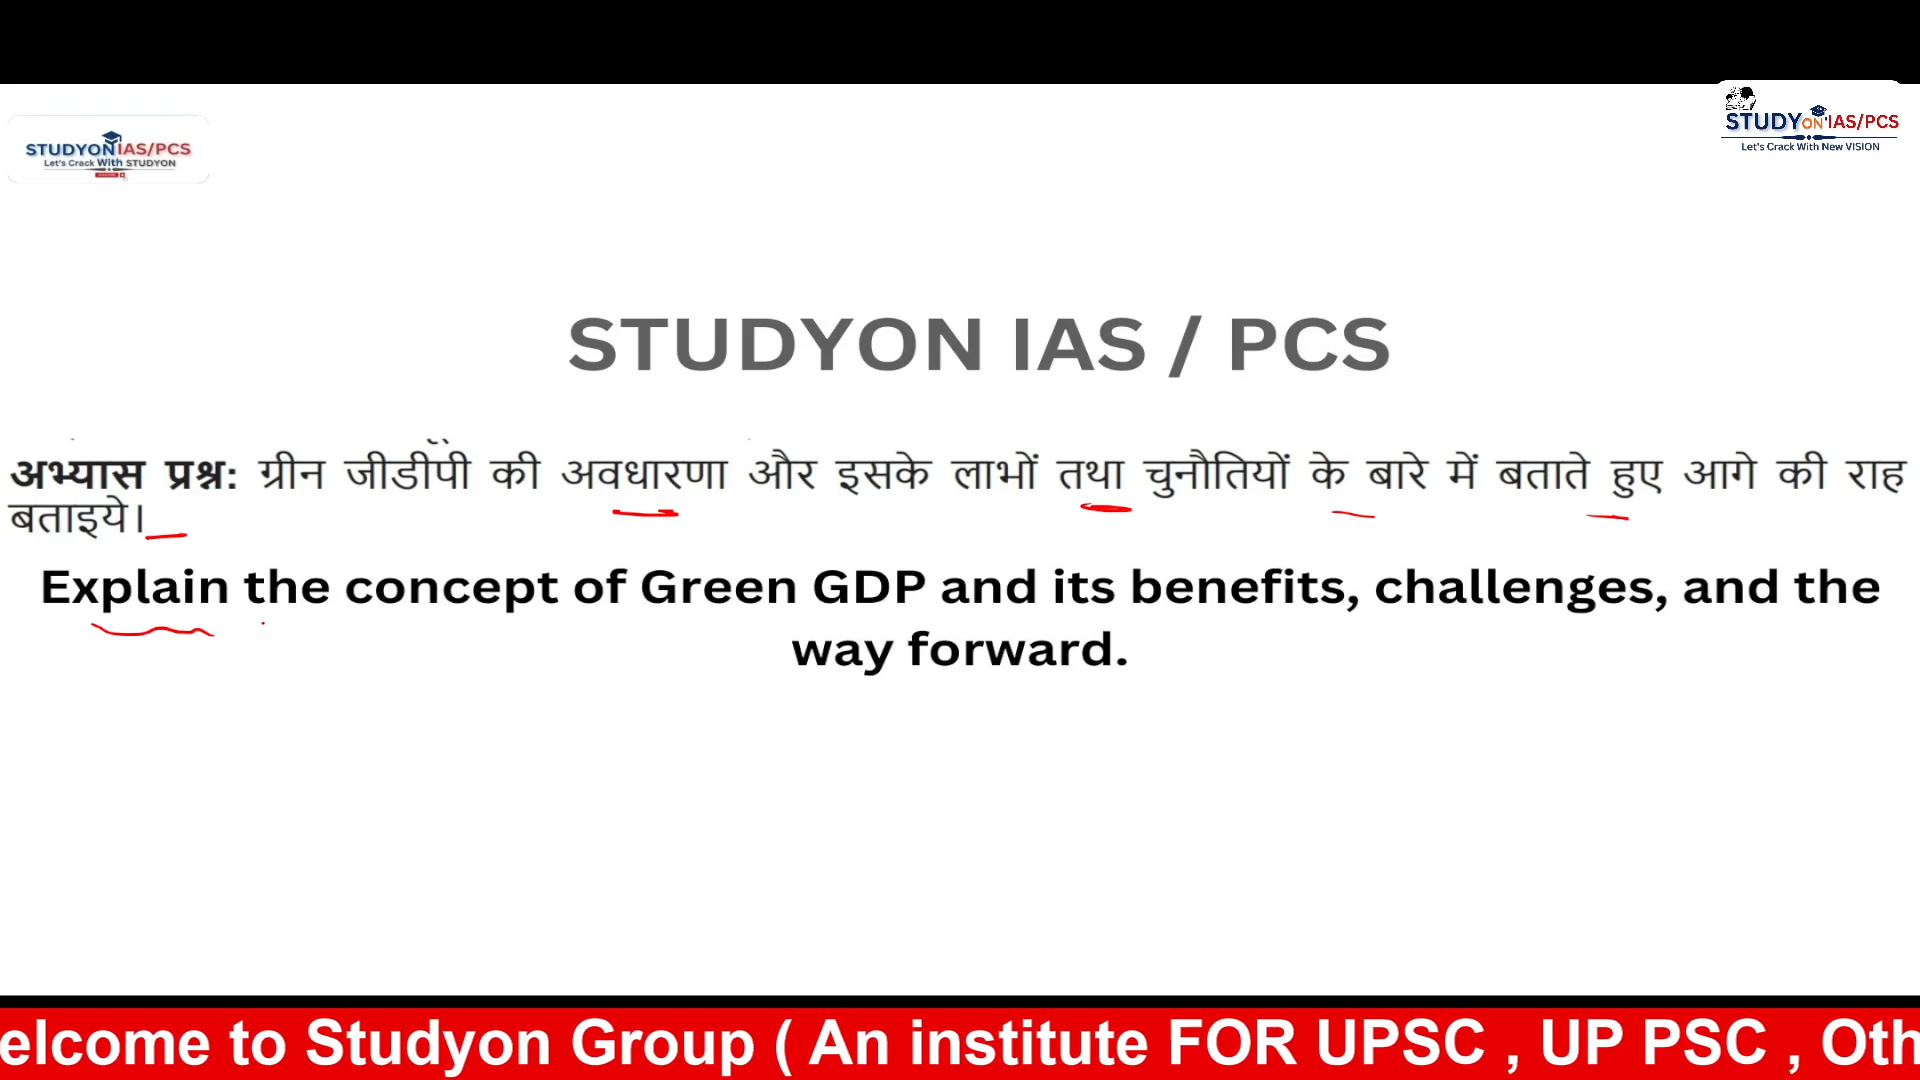 STUDYON IAS/PCS
Let's Crack With STUDYON
STUDYON IAS/PCS
Let's Crack With New VISION
STUDYON IAS / PCS
अभ्यास प्रश्न: ग्रीन जीडीपी की अवधारणा और इसके लाभों तथा चुनौतियों के बारे में बताते हुए आगे की राह
बताइये।
Explain the concept of Green GDP and its benefits, challenges, and the
way forward.
elcome to Studyon Group ( An institute FOR UPSC , UP PSC , Oth